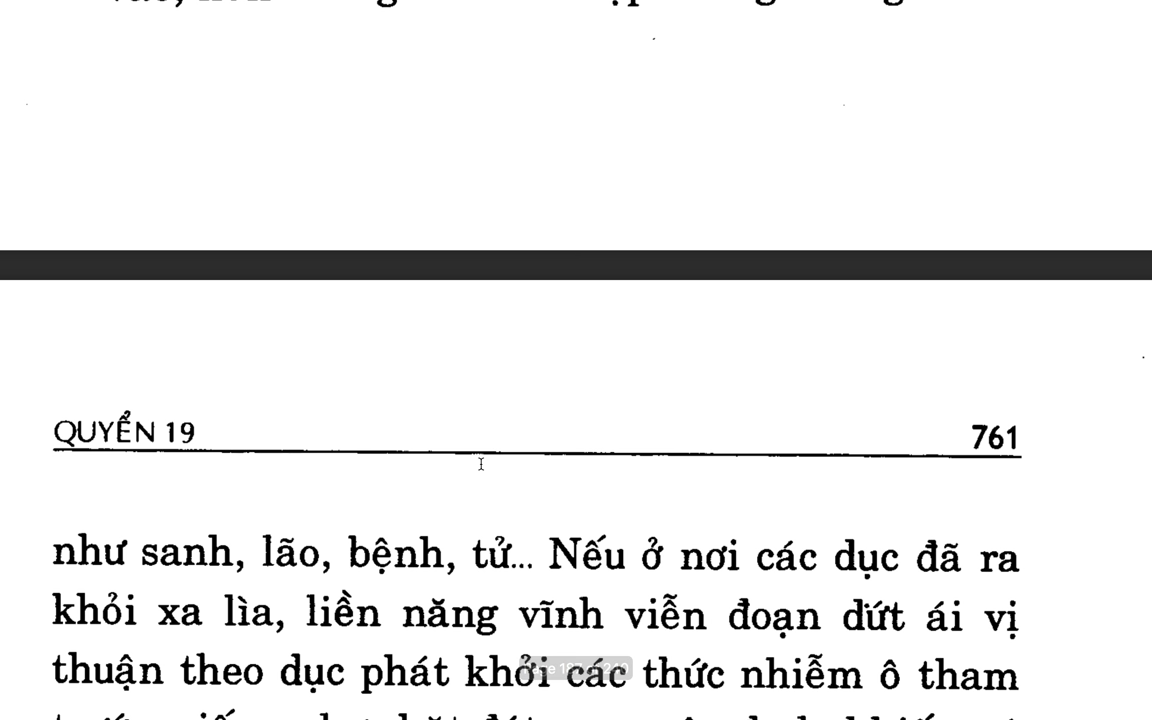 QUYỂN 19
761
như sanh, lão, bệnh, tử... Nếu ở nơi các dục đã ra
khỏi xa lìa, liền năng vĩnh viễn đoạn dứt ái vị
thuận theo dục phát khởi các thức nhiễm ô tham